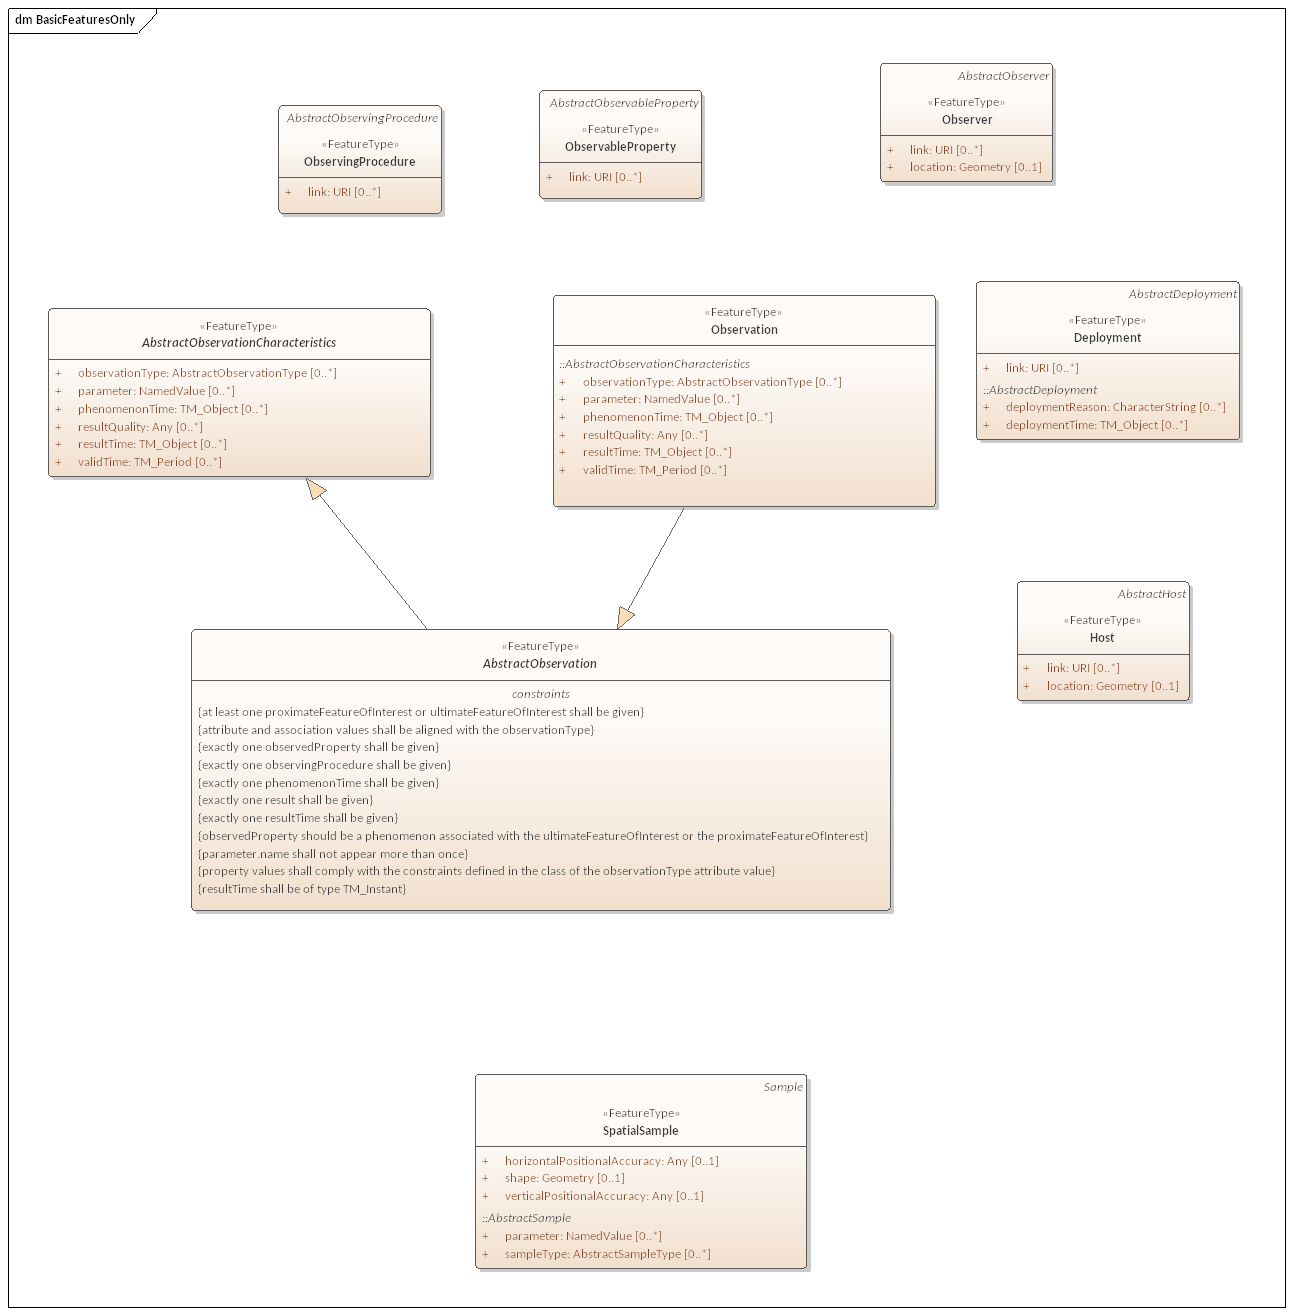 dm BasicFeaturesOnly
AbstractObservingProcedure
«FeatureType»
ObservingProcedure
+ link: URI [0..*]
AbstractObservableProperty
«FeatureType»
ObservableProperty
+ link: URI [0..*]
AbstractObserver
«FeatureType»
Observer
+ link: URI [0..*]
+ location: Geometry [0..1]
«FeatureType»
AbstractObservationCharacteristics
+ observationType: AbstractObservationType [0..*]
+ parameter: NamedValue [0..*]
+ phenomenonTime: TM_Object [0..*]
+ resultQuality: Any [0..*]
+ resultTime: TM_Object [0..*]
+ validTime: TM_Period [0..*]
«FeatureType»
Observation
::AbstractObservationCharacteristics
+ observationType: AbstractObservationType [0..*]
+ parameter: NamedValue [0..*]
+ phenomenonTime: TM_Object [0..*]
+ resultQuality: Any [0..*]
+ resultTime: TM_Object [0..*]
+ validTime: TM_Period [0..*]
AbstractDeployment
«FeatureType»
Deployment
+ link: URI [0..*]
::AbstractDeployment
+ deploymentReason: CharacterString [0..*]
+ deploymentTime: TM_Object [0..*]
AbstractHost
«FeatureType»
Host
+ link: URI [0..*]
+ location: Geometry [0..1]
«FeatureType»
AbstractObservation
constraints
{at least one proximateFeatureOfInterest or ultimateFeatureOfInterest shall be given}
{attribute and association values shall be aligned with the observationType}
{exactly one observedProperty shall be given}
{exactly one observingProcedure shall be given}
{exactly one phenomenonTime shall be given}
{exactly one result shall be given}
{exactly one resultTime shall be given}
{observedProperty should be a phenomenon associated with the ultimateFeatureOfInterest or the proximateFeatureOfInterest}
{parameter.name shall not appear more than once}
{property values shall comply with the constraints defined in the class of the observationType attribute value}
{resultTime shall be of type TM_Instant}
Sample
«FeatureType»
SpatialSample
+ horizontalPositionalAccuracy: Any [0..1]
+ shape: Geometry [0..1]
+ verticalPositionalAccuracy: Any [0..1]
::AbstractSample
+ parameter: NamedValue [0..*]
+ sampleType: AbstractSampleType [0..*]